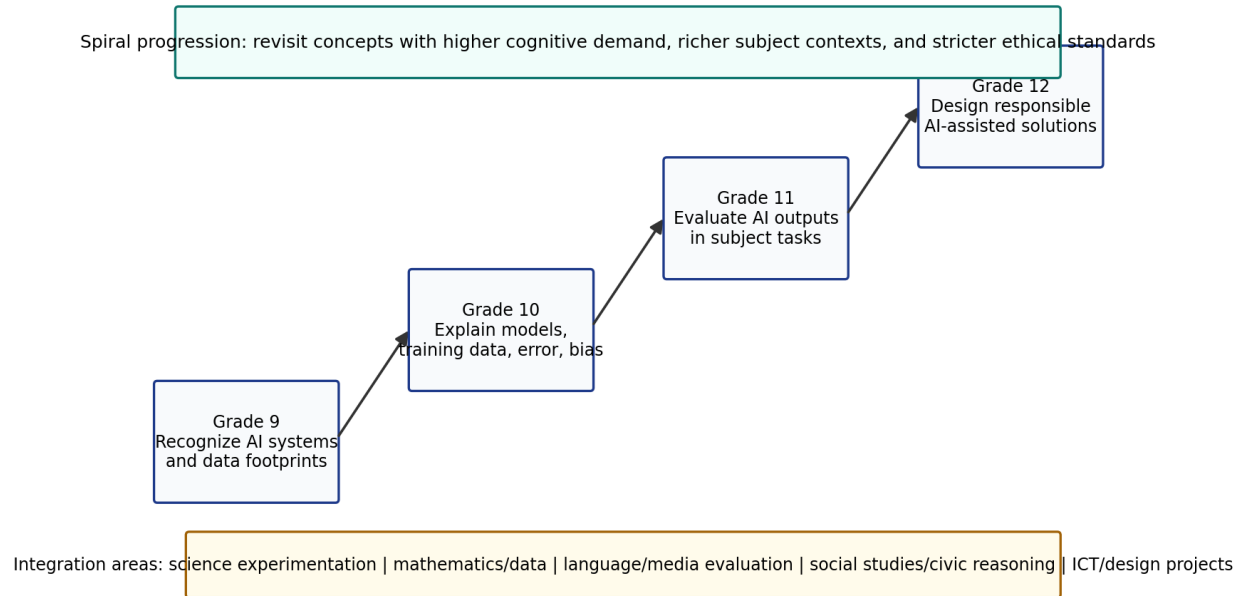 Spiral progression: revisit concepts with higher cognitive demand, richer subject contexts, and stricter ethical standards
Grade 12
Design responsible
AI-assisted solutions
Grade 11
Evaluate AI outputs
in subject tasks
Grade 10
Explain models,
training data, error, bias
Grade 9
Recognize AI systems
and data footprints
Integration areas: science experimentation | mathematics/data | language/media evaluation | social studies/civic reasoning | ICT/design projects